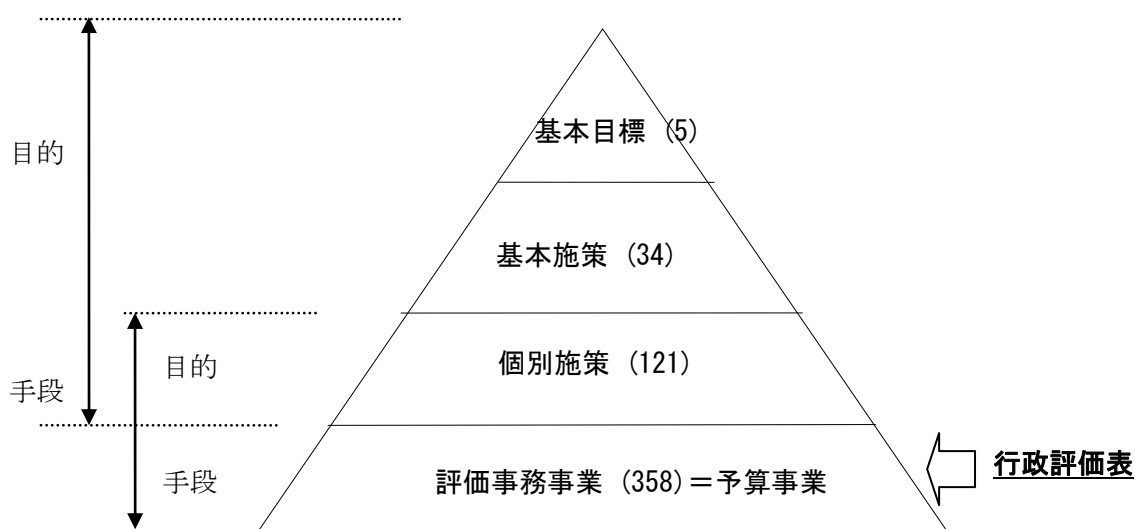 目的
基本目標 (5)
基本施策 (34)
目的
個別施策 (121)
手段
手段
評価事務事業 (358)＝予算事業
行政評価表